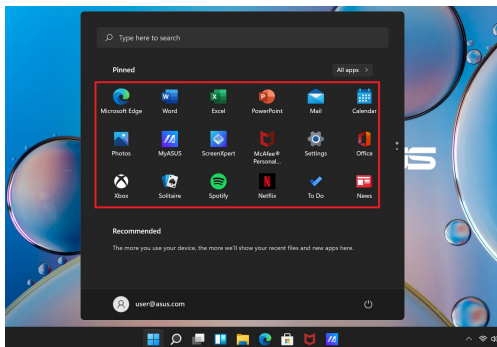 Type here to search
Pinned
All apps >
Microsoft Edge Word Excel PowerPoint Mail Calendar
Photos MyASUS ScreenXpert McAfee® Personal... Settings Office
Xbox Solitaire Spotify Netflix To Do News
Recommended
The more you use your device, the more we'll show your recent files and new apps here.
user@asus.com